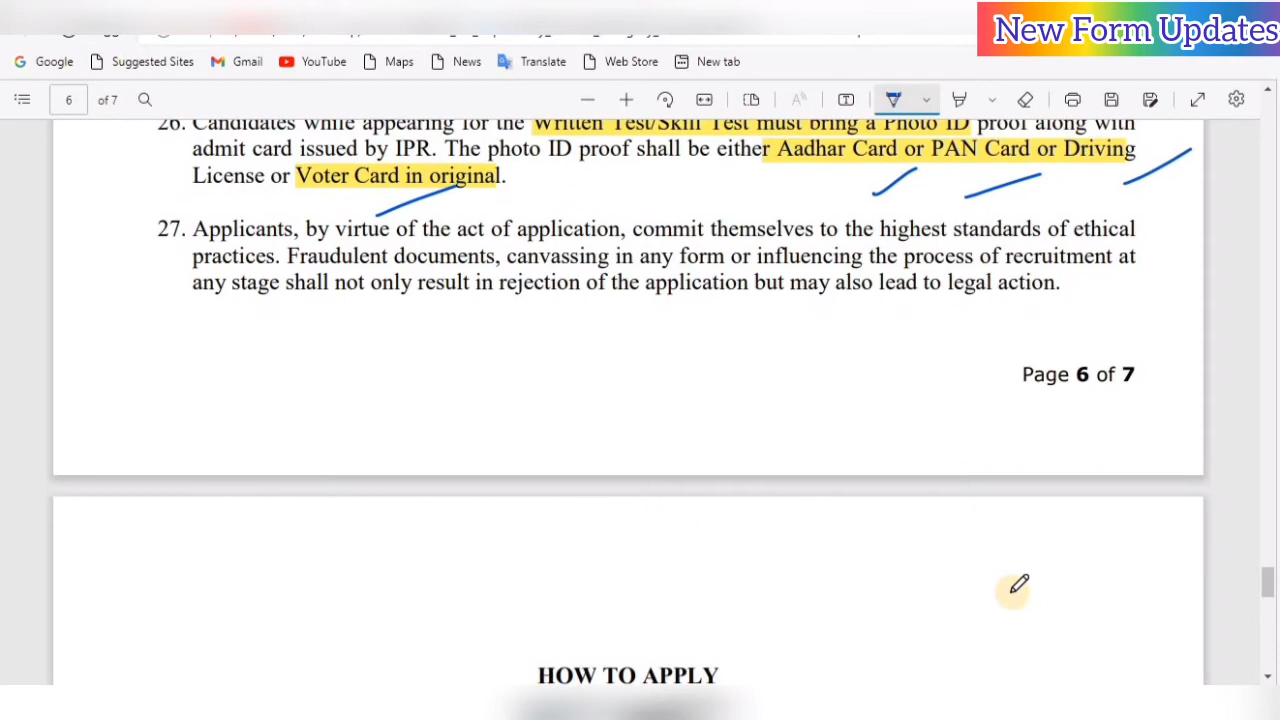 New Form Updates
Google Suggested Sites Gmail YouTube Maps News Translate Web Store New tab
6 of 7
26. Candidates while appearing for the Written Test/Skill Test must bring a Photo ID proof along with
admit card issued by IPR. The photo ID proof shall be either Aadhar Card or PAN Card or Driving
License or Voter Card in original.
27. Applicants, by virtue of the act of application, commit themselves to the highest standards of ethical
practices. Fraudulent documents, canvassing in any form or influencing the process of recruitment at
any stage shall not only result in rejection of the application but may also lead to legal action.
Page 6 of 7
HOW TO APPLY